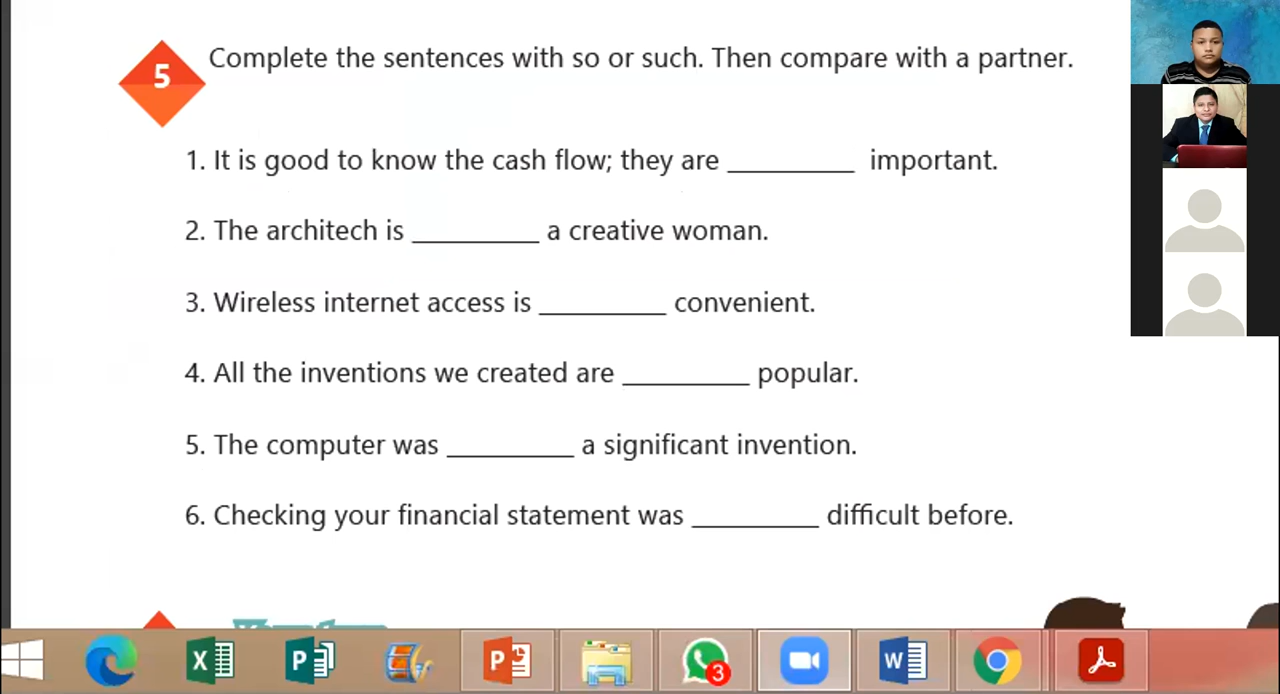 5
Complete the sentences with so or such. Then compare with a partner.
1. It is good to know the cash flow; they are __________ important.
2. The architech is __________ a creative woman.
3. Wireless internet access is __________ convenient.
4. All the inventions we created are __________ popular.
5. The computer was __________ a significant invention.
6. Checking your financial statement was __________ difficult before.
X
P
P
3
W